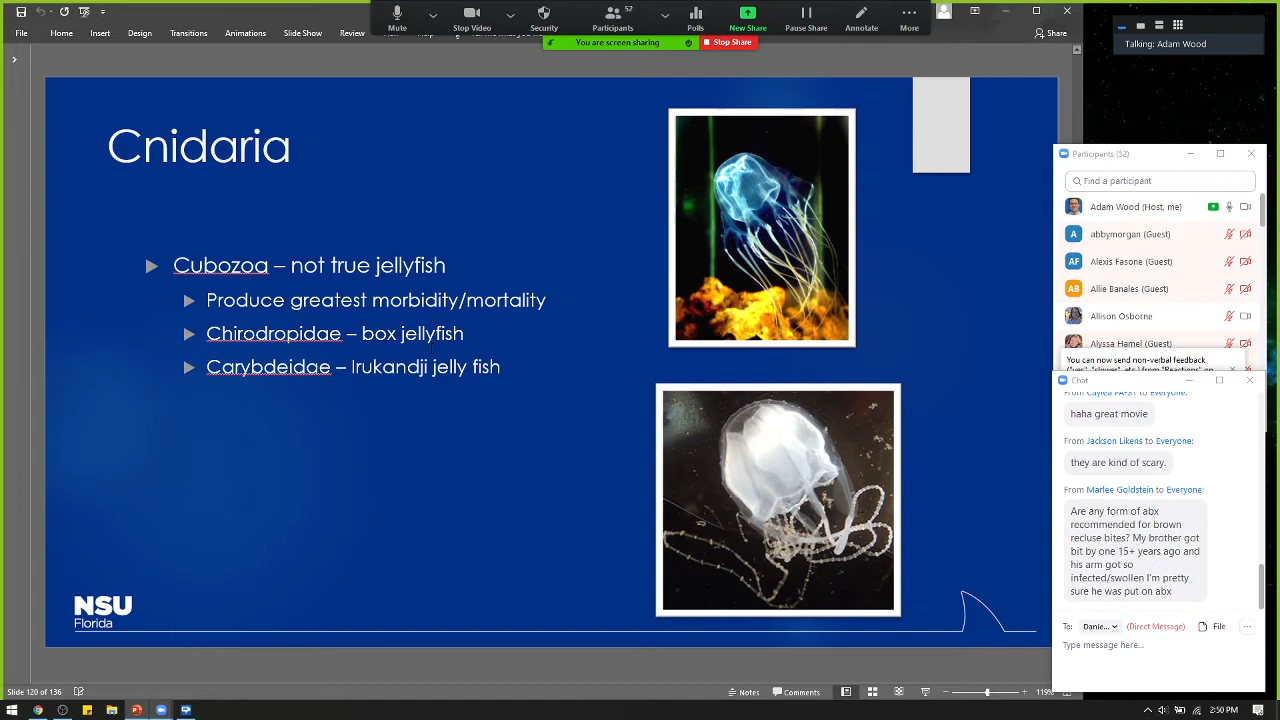 File
Home
Insert
Design
Transitions
Animations
Slide Show
Review
Share
Mute
Stop Video
Security
52
Participants
Polls
New Share
Pause Share
Annotate
More
You are screen sharing
Stop Share
Talking: Adam Wood
Cnidaria
Cubozoa – not true jellyfish
Produce greatest morbidity/mortality
Chirodropidae – box jellyfish
Carybdeidae – Irukandji jelly fish
NSU
Florida
Participants (52)
Find a participant
Adam Wood (Host, me)
A abbymorgan (Guest)
AF Alexis Fasone (Guest)
AB Allie Banales (Guest)
Allison Osborne
Alyssa Hamel (Guest)
You can now send non-verbal feedback
("yes", "slower", etc.) from "Reactions" on
Chat
From Caylea PA-S1 to Everyone:
haha great movie
From Jackson Likens to Everyone:
they are kind of scary.
From Marlee Goldstein to Everyone:
Are any form of abx
recommended for brown
recluse bites? My brother got
bit by one 15+ years ago and
his arm got so
infected/swollen I'm pretty
sure he was put on abx
To: Danie... (Direct Message) File
Type message here...
Slide 120 of 136
Notes
Comments
119%
2:50 PM